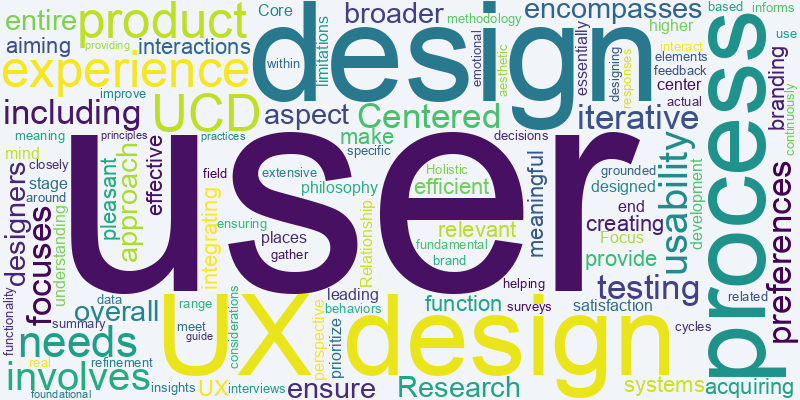 entire
product
Core
broader
limitations
methodology
encompasses
based
informs
higher
aiming
providing
interactions
design
emotional
aesthetic
essentially
designing
responses
interact
elements
use
experience
within
feedback
center
actual
process
branding
continuously
improve
including
UCD
aspect
Centered
iterative
meaning
principles
practices
make
decisions
mind
closely
approach
effective
user
specific
grounded
usability
development
stage
around
pleasant
field
extensive
philosophy
Holistic
efficient
meaningful
designed
designers
understanding
integrating
ensuring
places
gather
Relationship
relevant
fundamental
brand
end
creating
Focus
provide
preferences
focuses
functionality
data
overall
range
considerations
leading
behaviors
helping
function
surveys
testing
satisfaction
related
summary
needs
meet
guide
UX design
perspective
prioritize
cycles
real
refinement
involves
insights
UX
interviews
ensure
Research
systems
acquiring
foundational